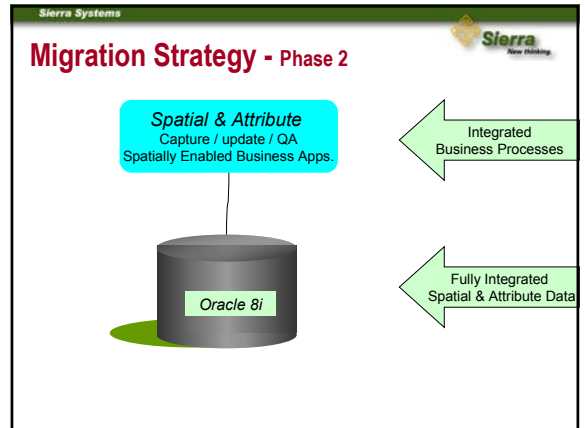 Sierra Systems
Sierra
New thinking.
Migration Strategy - Phase 2
Spatial & Attribute
Capture / update / QA
Spatially Enabled Business Apps.
Integrated
Business Processes
Oracle 8i
Fully Integrated
Spatial & Attribute Data